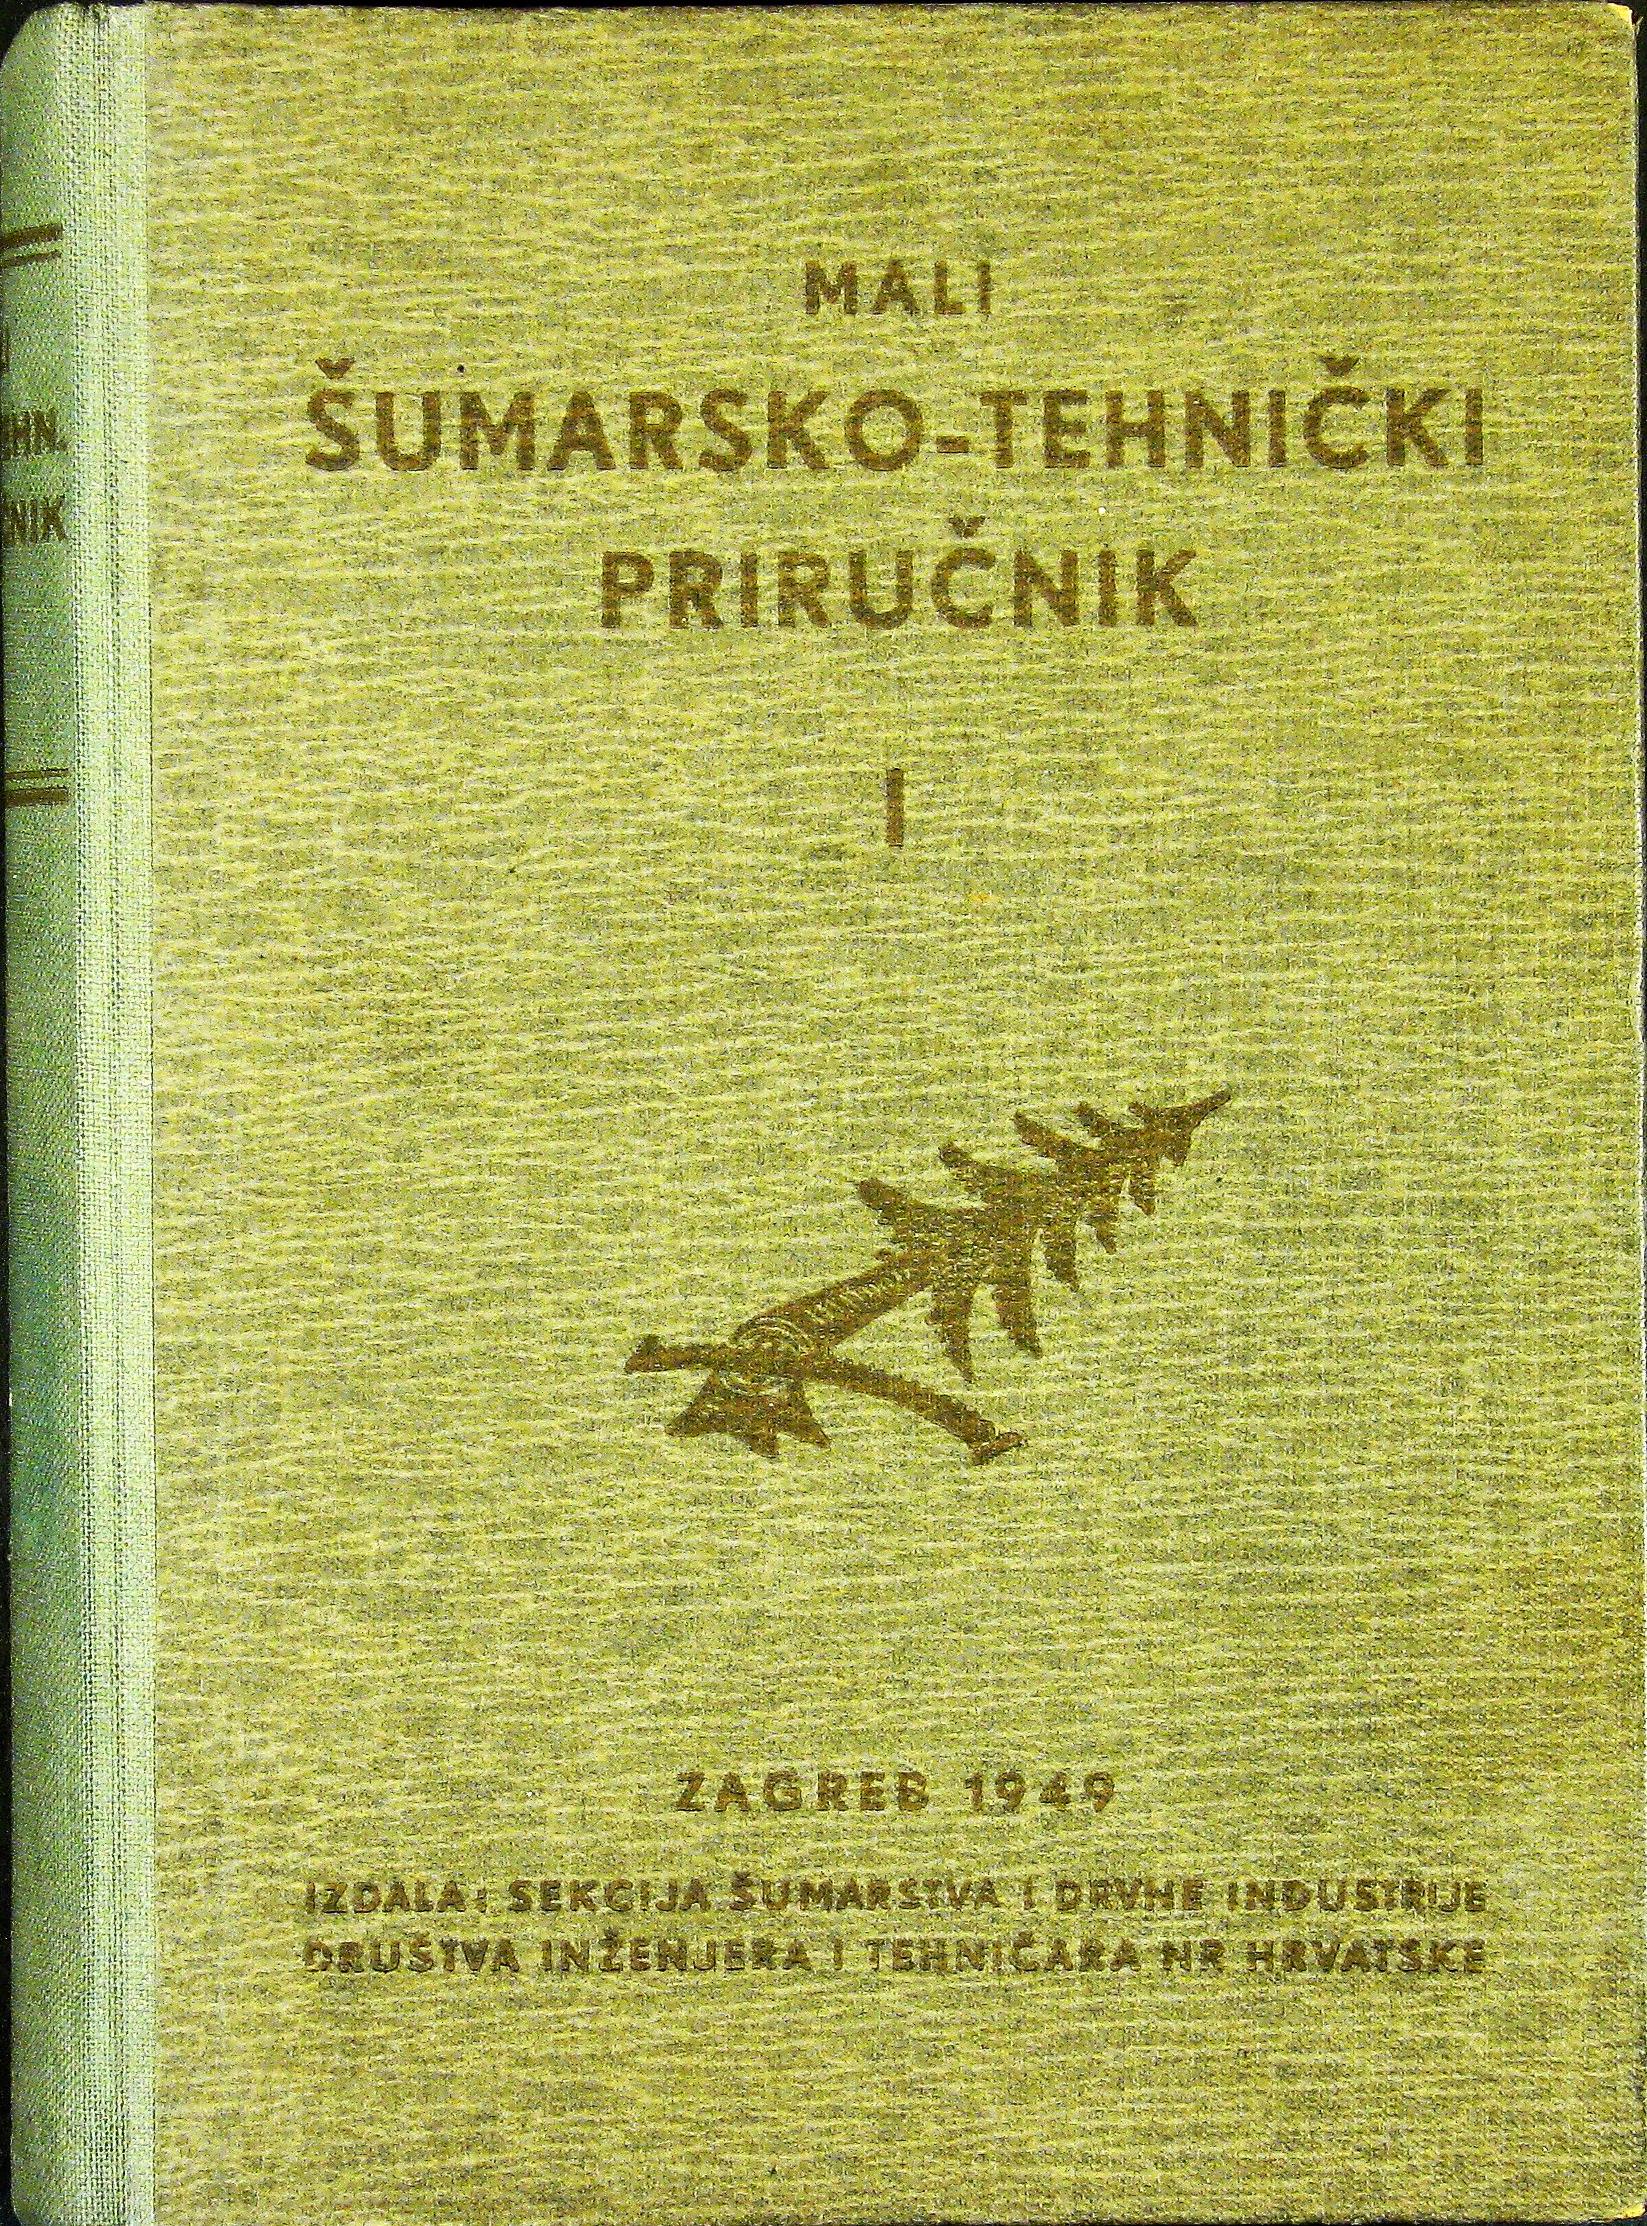 MALI
ŠUMARSKO-TEHNIČKI
PRIRUČNIK
I
ZAGREB 1949
IZDALA: SEKCIJA ŠUMARSTVA I DRVNE INDUSTRIJE
DRUŠTVA INŽENJERA I TEHNIČARA NR HRVATSKE